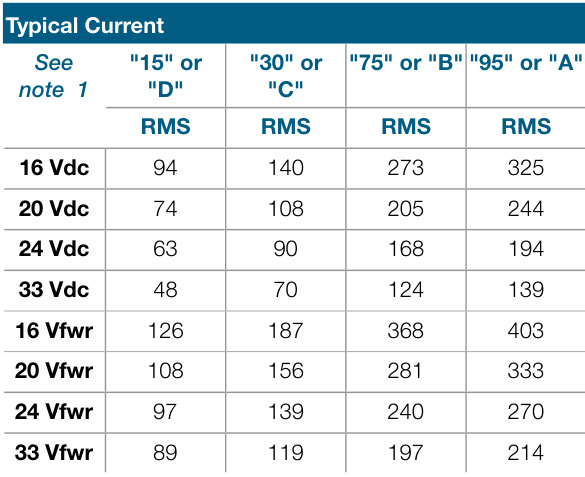 Typical Current
See note 1 "15" or "D" "30" or "C" "75" or "B" "95" or "A"
RMS RMS RMS RMS
16 Vdc 94 140 273 325
20 Vdc 74 108 205 244
24 Vdc 63 90 168 194
33 Vdc 48 70 124 139
16 Vfwr 126 187 368 403
20 Vfwr 108 156 281 333
24 Vfwr 97 139 240 270
33 Vfwr 89 119 197 214